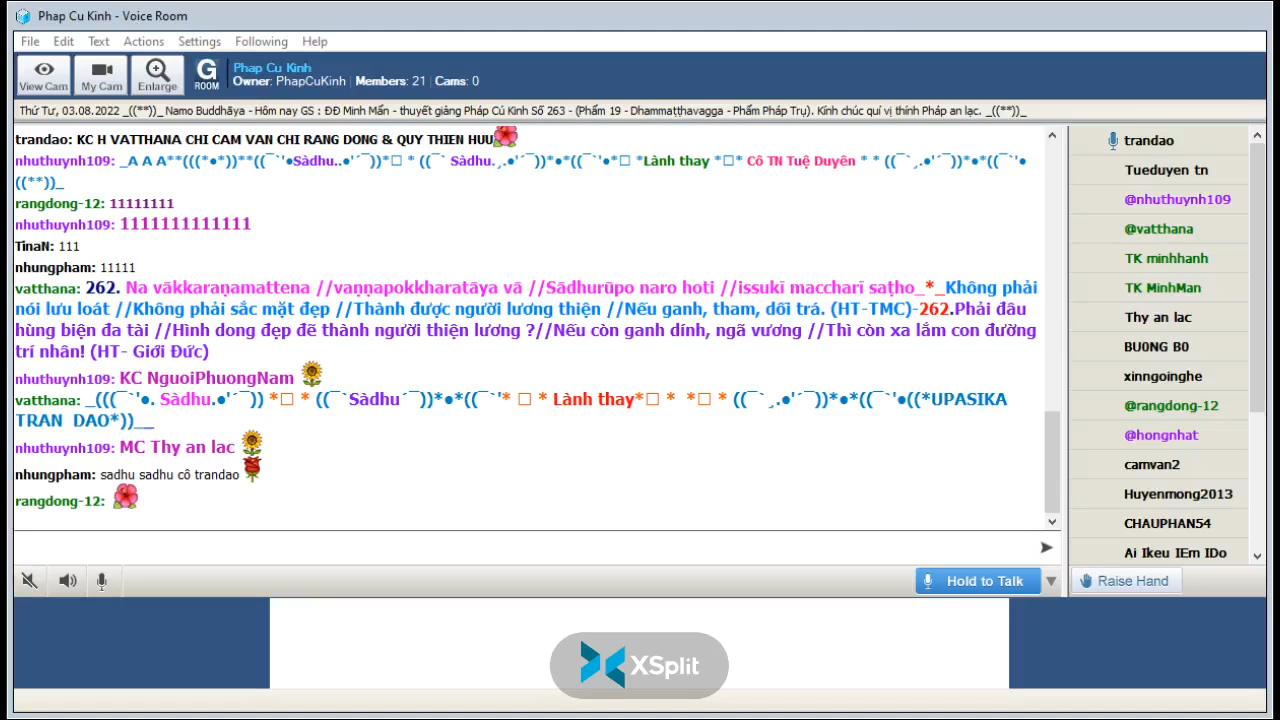 Phap Cu Kinh - Voice Room
File Edit Text Actions Settings Following Help
View Cam My Cam Enlarge G ROOM
Phap Cu Kinh
Owner: PhapCuKinh Members: 21 Cams: 0
Thứ Tư, 03.08.2022 _((**))_ Namo Buddhāya - Hôm nay GS : ĐĐ Minh Mẫn - thuyết giảng Pháp Cú Kinh Số 263 - (Phẩm 19 - Dhammaṭṭhavagga - Phẩm Pháp Trụ). Kính chúc quí vị thính Pháp an lạc. _((**))_
trandao: KC H VATTHANA CHI CAM VAN CHI RANG DONG & QUY THIEN HUU
nhuthuynh109: _A A A**(((*●*))**((¯`'●Sàdhu..●'´¯))*□ * ((¯` Sàdhu.¸.●'´¯))*●*((¯`'●*□ *Lành thay *□* Cô TN Tuệ Duyên * * ((¯`¸.●'´¯))*●*((¯`'●
((**))_
rangdong-12: 11111111
nhuthuynh109: 1111111111111
TinaN: 111
nhungpham: 11111
vatthana: 262. Na vākkaraṇamattena //vaṇṇapokkharatāya vā //Sādhurūpo naro hoti //issukī maccharī saṭho_*_Không phải
nói lưu loát //Không phải sắc mặt đẹp //Thành được người lương thiện //Nếu ganh, tham, dối trá. (HT-TMC)-262.Phải đâu
hùng biện đa tài //Hình dong đẹp đẽ thành người thiện lương ?//Nếu còn ganh dính, ngã vương //Thì còn xa lắm con đường
trí nhân! (HT- Giới Đức)
nhuthuynh109: KC NguoiPhuongNam
vatthana: _(((¯`'●. Sàdhu.●'´¯)) *□ * ((¯`Sàdhu´¯))*●*((¯`'* □ * Lành thay*□ * *□ * ((¯`¸.●'´¯))*●*((¯`'●((*UPASIKA
TRAN DAO*))__
nhuthuynh109: MC Thy an lac
nhungpham: sadhu sadhu cô trandao
rangdong-12:
trandao
Tueduyen tn
@nhuthuynh109
@vatthana
TK minhhanh
TK MinhMan
Thy an lac
BU0NG B0
xinngoinghe
@rangdong-12
@hongnhat
camvan2
Huyenmong2013
CHAUPHAN54
Ai Ikeu IEm IDo
Hold to Talk
Raise Hand
XSplit